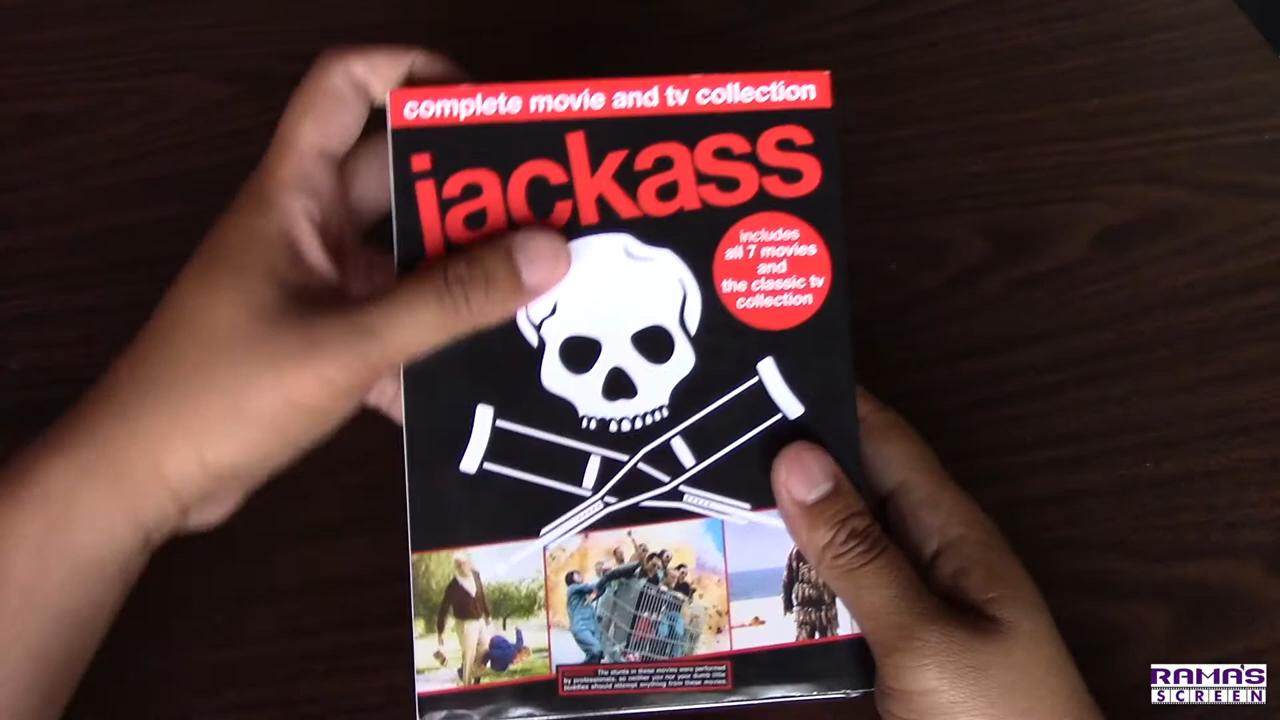 complete movie and tv collection
jackass
includes
all 7 movies
and
the classic tv
collection
The stunts in these movies were performed
by professionals, so neither you nor your dumb little
buddies should attempt anything from these movies.
RAMA'S
SCREEN